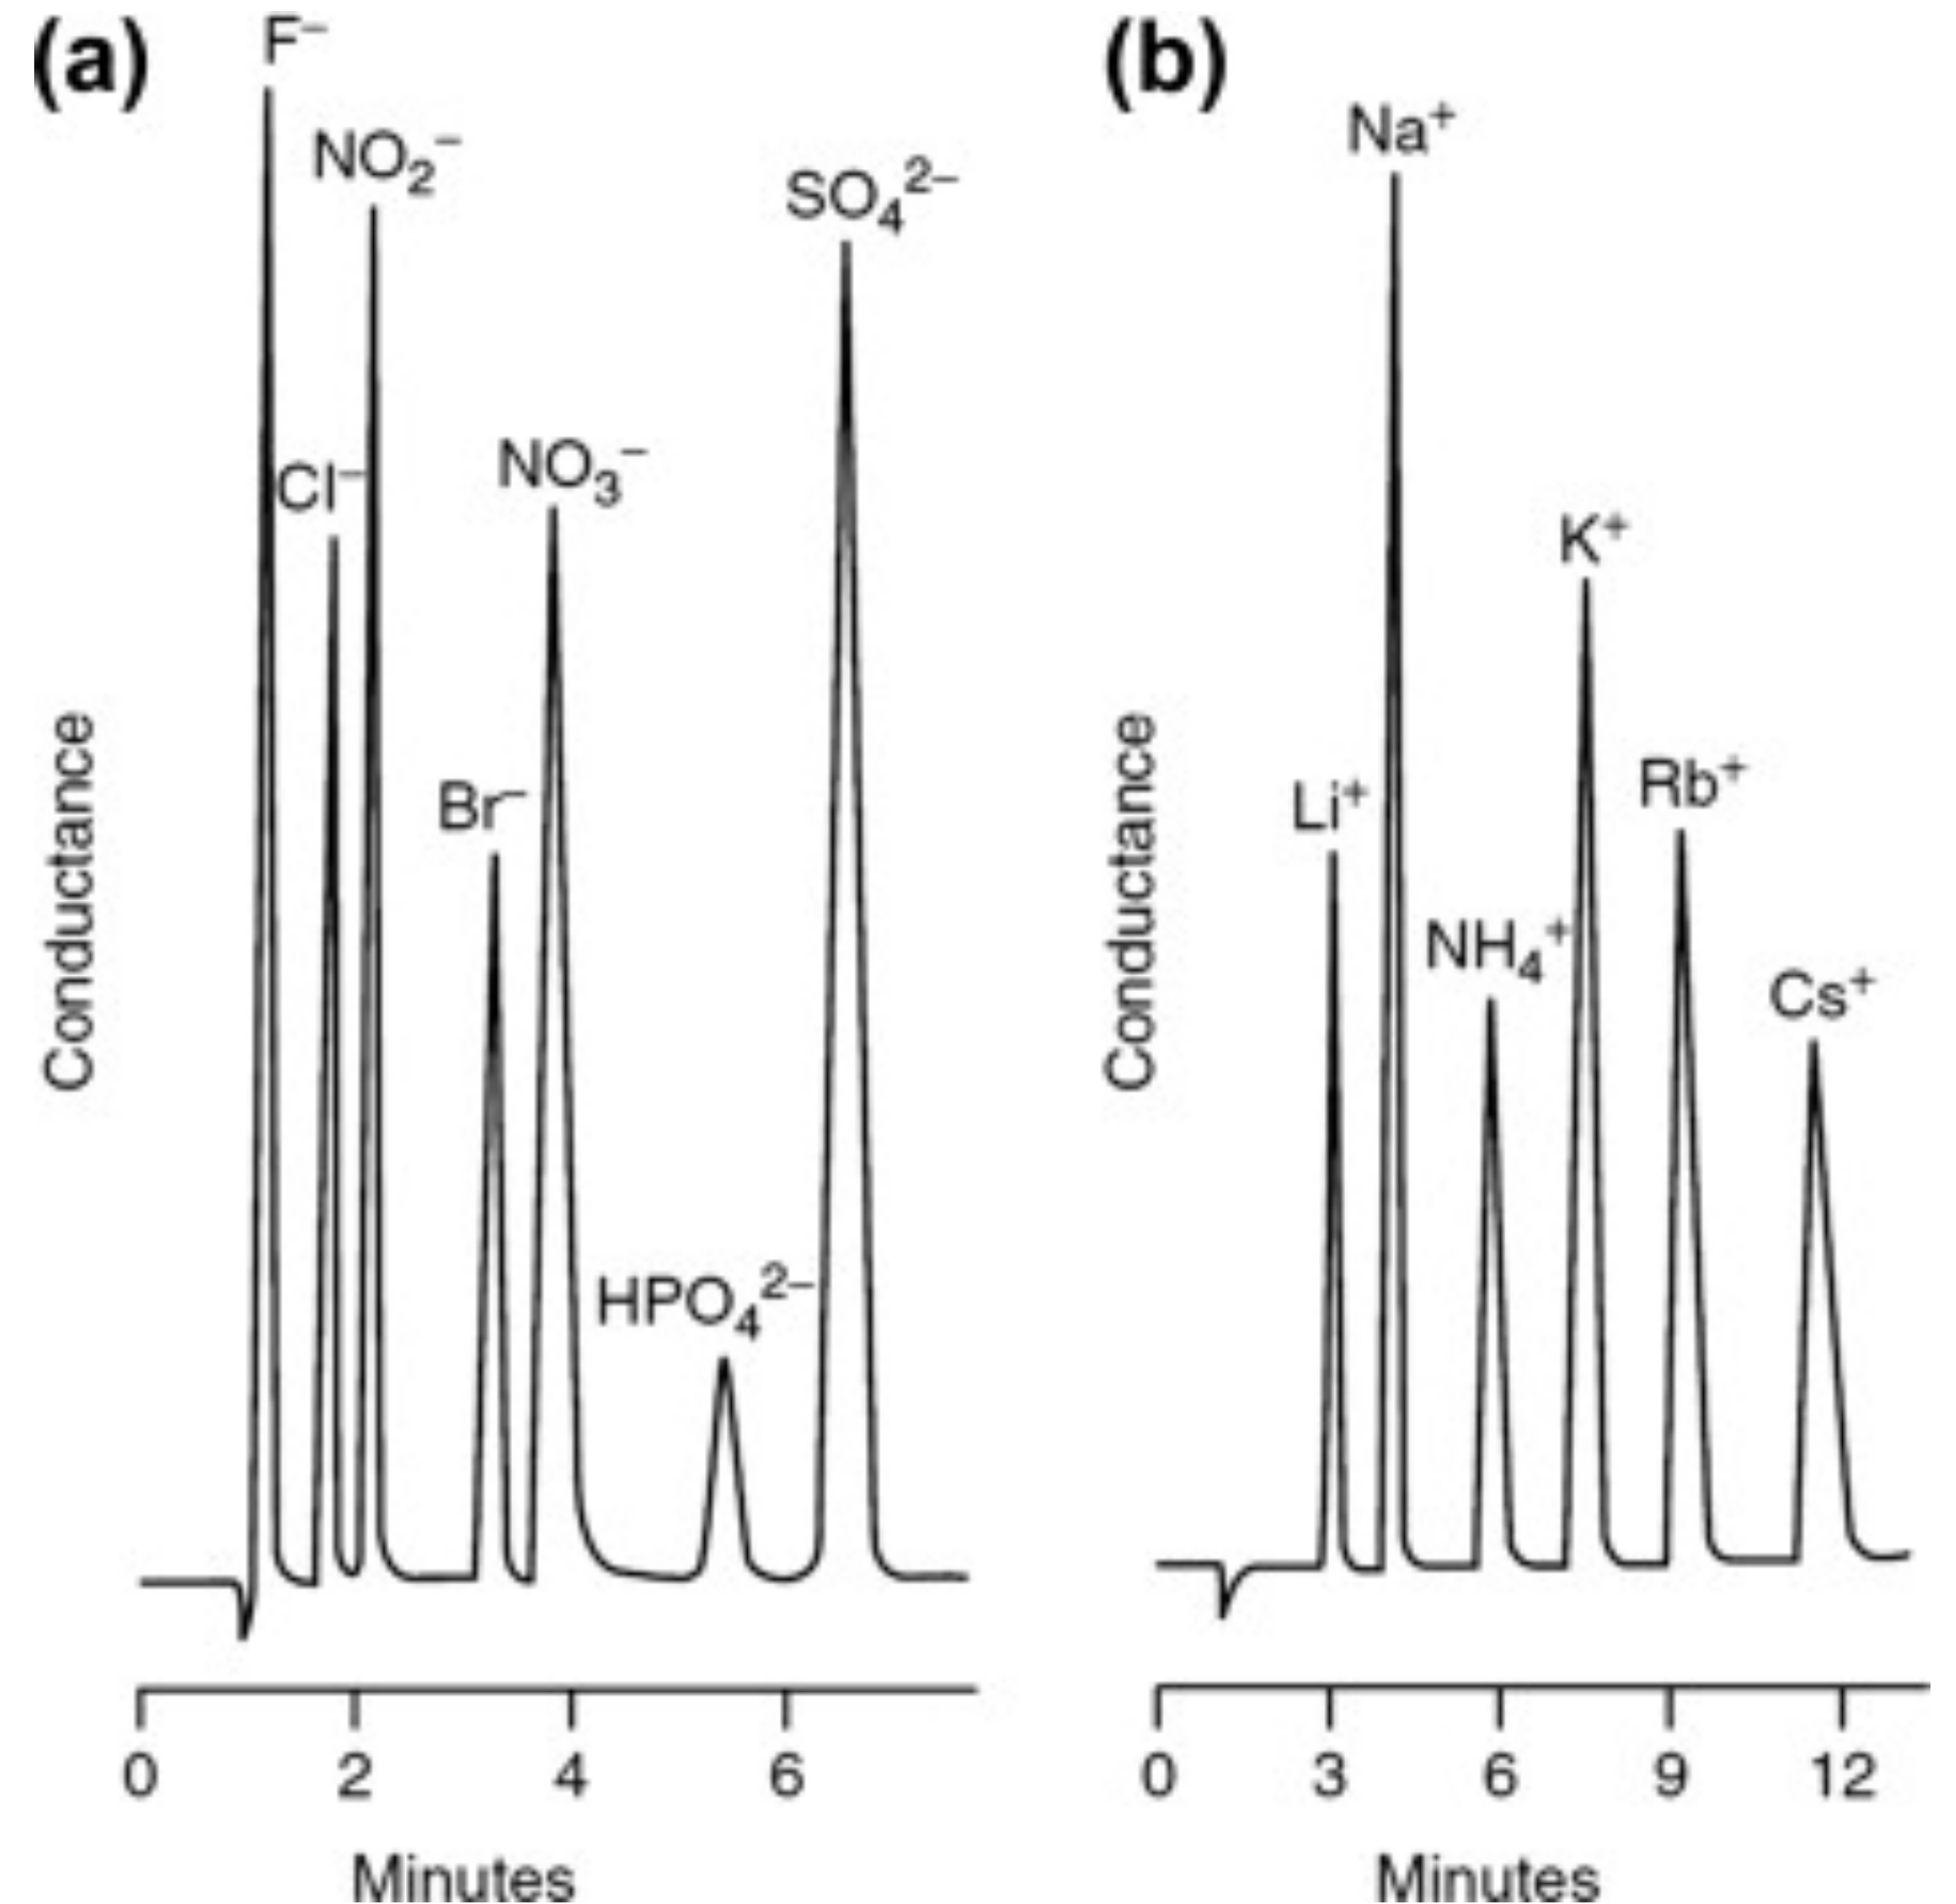 (a)
F⁻
NO₂⁻
SO₄²⁻
Cl⁻
NO₃⁻
Br⁻
HPO₄²⁻
Conductance
0 2 4 6
Minutes
(b)
Na⁺
K⁺
Li⁺
Rb⁺
NH₄⁺
Cs⁺
Conductance
0 3 6 9 12
Minutes